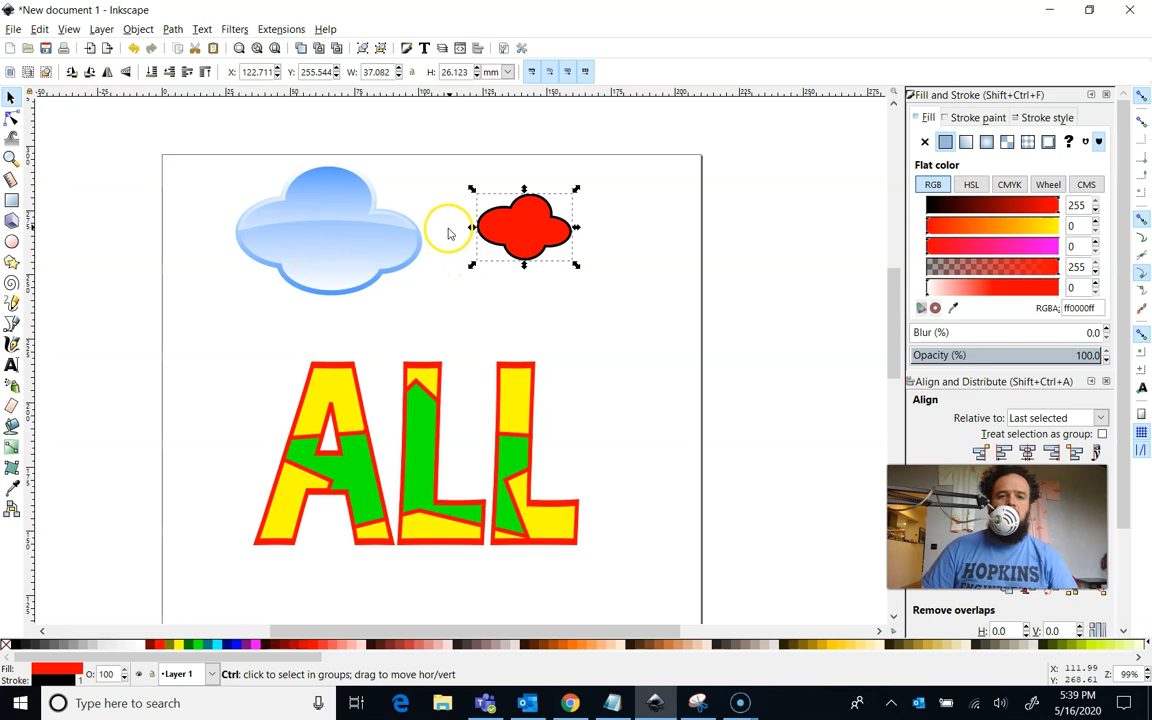 *New document 1 - Inkscape
File Edit View Layer Object Path Text Filters Extensions Help
X: 122.711 Y: 255.544 W: 37.082 H: 26.123 mm
Fill and Stroke (Shift+Ctrl+F)
Fill Stroke paint Stroke style
Flat color
RGB HSL CMYK Wheel CMS
255
0
0
255
0
RGBA: ff0000ff
Blur (%) 0.0
Opacity (%) 100.0
Align and Distribute (Shift+Ctrl+A)
Align
Relative to: Last selected
Treat selection as group:
ALL
HOPKINS
Remove overlaps
H: 0.0 V: 0.0
Fill:
Stroke: 1
O: 100
Layer 1
Ctrl: click to select in groups; drag to move hor/vert
X: 111.99
Y: 268.61
Z: 99%
Type here to search
5:39 PM
5/16/2020